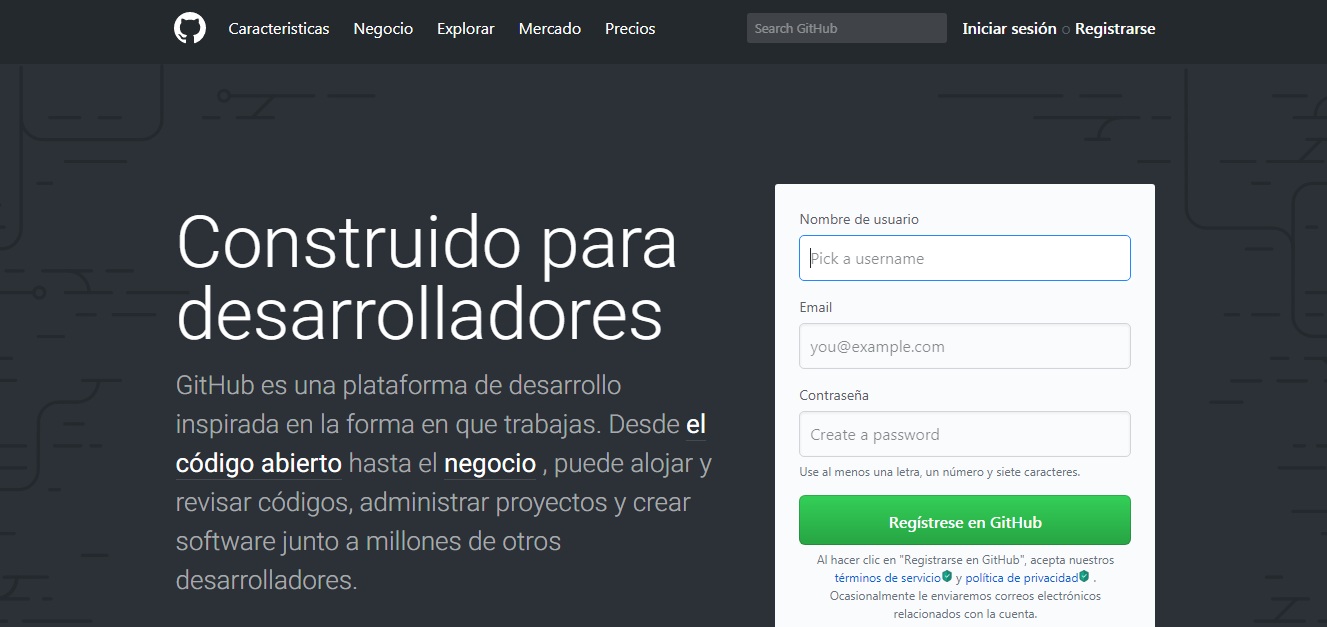 Caracteristicas Negocio Explorar Mercado Precios Search GitHub Iniciar sesión o Registrarse
Construido para
desarrolladores
GitHub es una plataforma de desarrollo
inspirada en la forma en que trabajas. Desde el
código abierto hasta el negocio , puede alojar y
revisar códigos, administrar proyectos y crear
software junto a millones de otros
desarrolladores.
Nombre de usuario
Pick a username
Email
you@example.com
Contraseña
Create a password
Use al menos una letra, un número y siete caracteres.
Regístrese en GitHub
Al hacer clic en "Registrarse en GitHub", acepta nuestros
términos de servicio y política de privacidad .
Ocasionalmente le enviaremos correos electrónicos
relacionados con la cuenta.